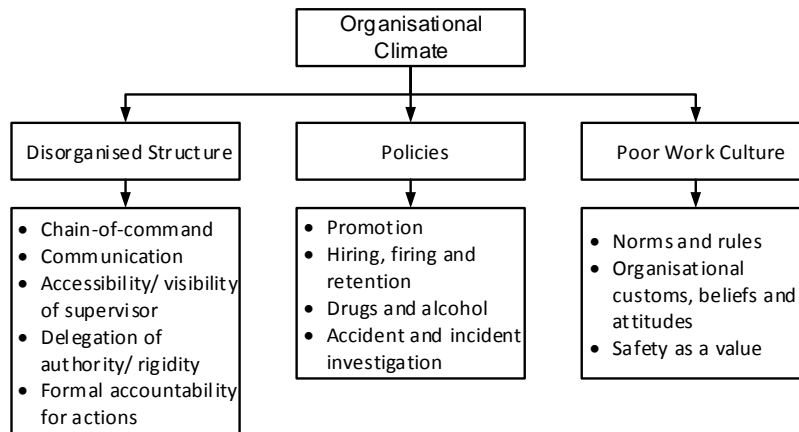 Organisational
Climate
Disorganised Structure
Policies
Poor Work Culture
• Chain-of-command
• Communication
• Accessibility/ visibility
of supervisor
• Delegation of
authority/ rigidity
• Formal accountability
for actions
• Promotion
• Hiring, firing and
retention
• Drugs and alcohol
• Accident and incident
investigation
• Norms and rules
• Organisational
customs, beliefs and
attitudes
• Safety as a value